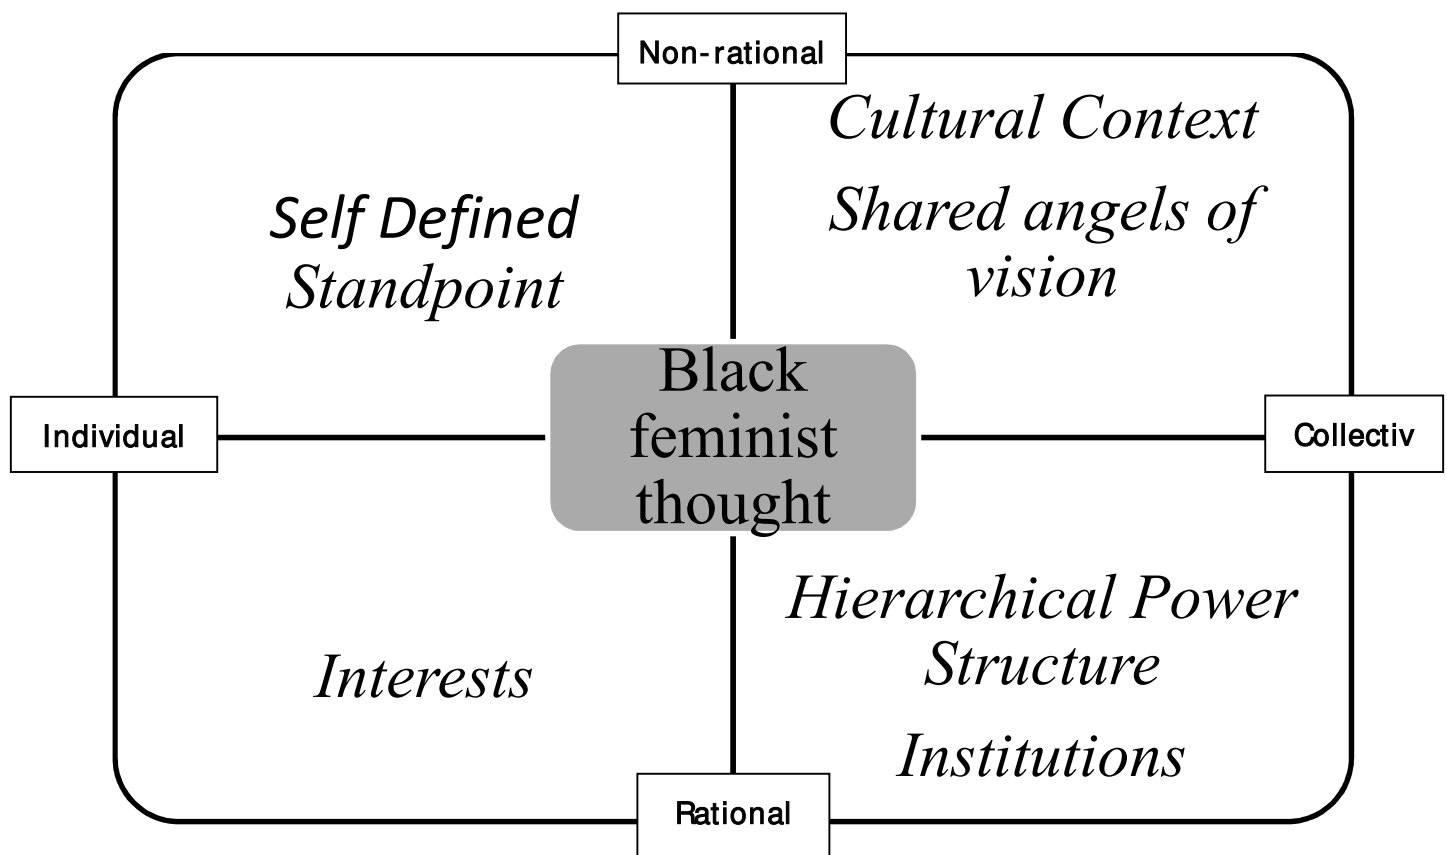 Non-rational
Cultural Context
Shared angels of
vision
Self Defined
Standpoint
Black
feminist
thought
Individual
Collectiv
Hierarchical Power
Structure
Interests
Institutions
Rational